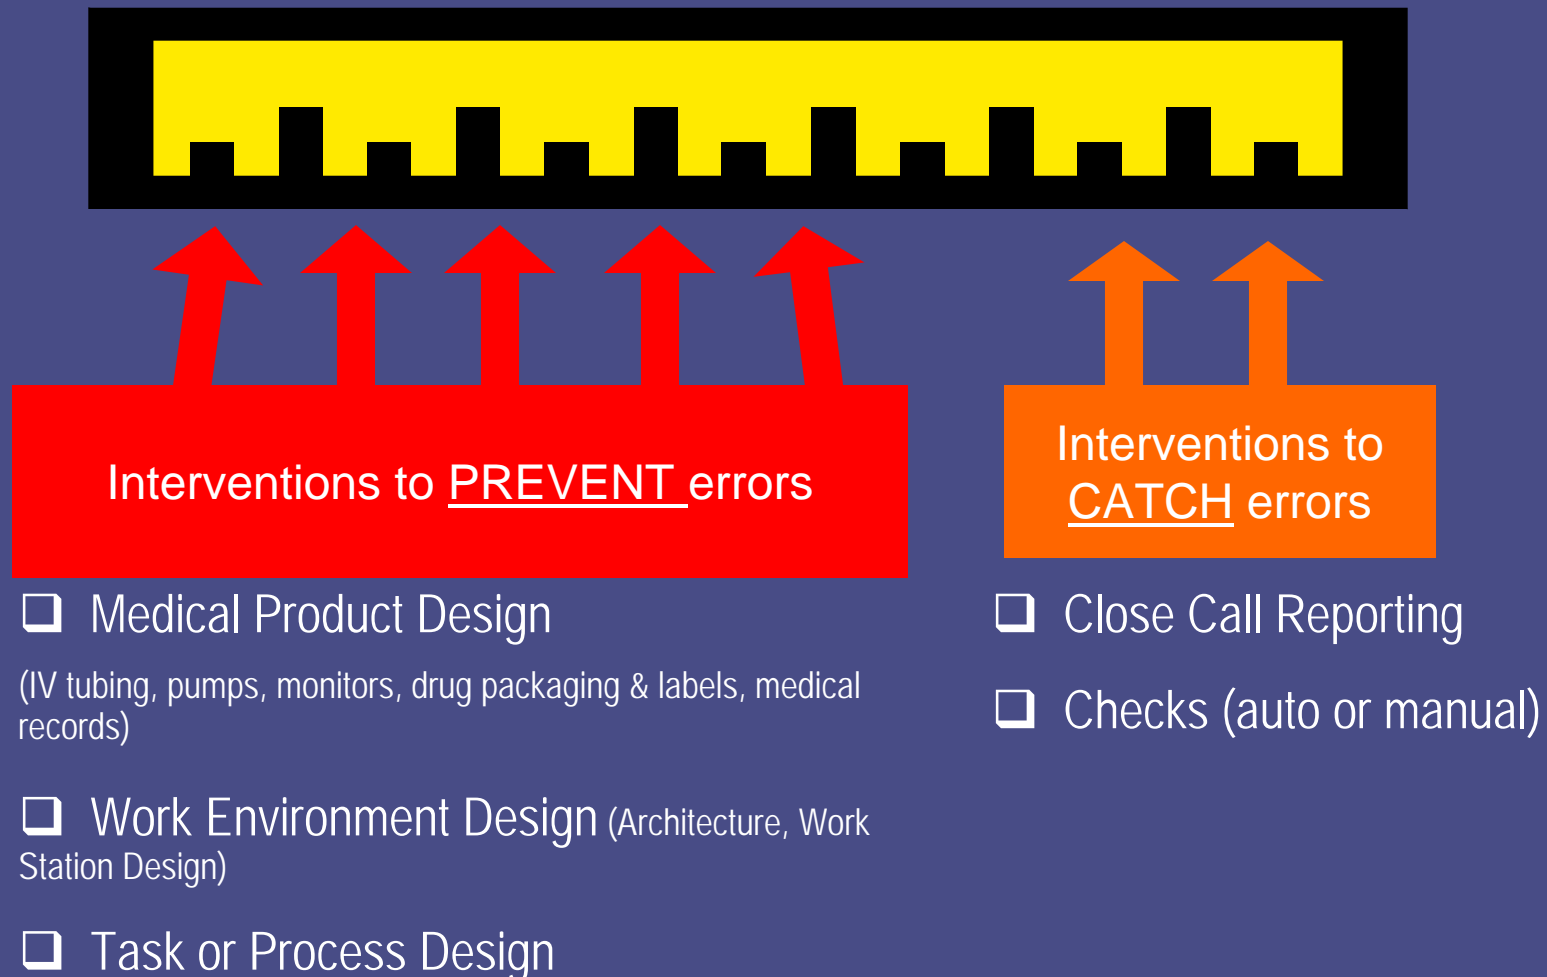 Interventions to PREVENT errors
Interventions to
CATCH errors
❑ Medical Product Design
(IV tubing, pumps, monitors, drug packaging & labels, medical
records)
❑ Work Environment Design (Architecture, Work
Station Design)
❑ Task or Process Design
❑ Close Call Reporting
❑ Checks (auto or manual)